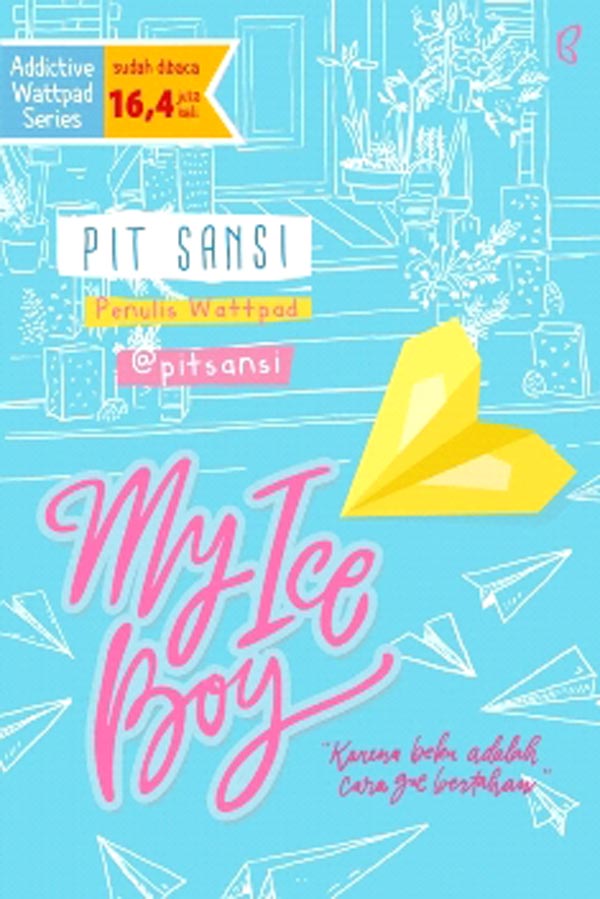 Addictive
Wattpad
Series
sudah dibaca
16,4 juta
kali
PIT SANSI
Penulis Wattpad
@pitsansi
My Ice
Boy
"Karena beku adalah
cara gue bertahan"